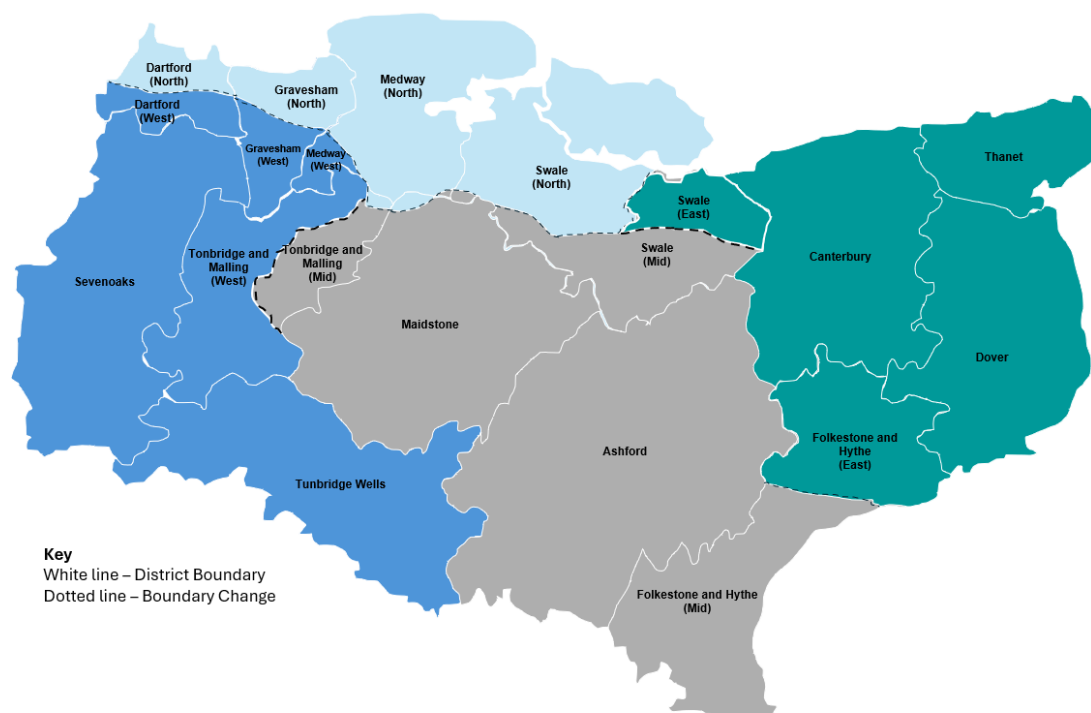 Dartford
(North)
Gravesham
(North)
Medway
(North)
Dartford
(West)
Gravesham
(West)
Medway
(West)
Swale
(North)
Thanet
Swale
(East)
Tonbridge and
Malling
(West)
Tonbridge and
Malling
(Mid)
Swale
(Mid)
Canterbury
Sevenoaks
Maidstone
Dover
Ashford
Folkestone and
Hythe
(East)
Tunbridge Wells
Folkestone and Hythe
(Mid)
Key
White line – District Boundary
Dotted line – Boundary Change